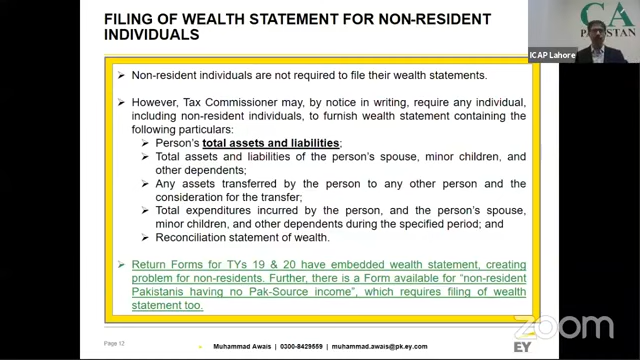 FILING OF WEALTH STATEMENT FOR NON-RESIDENT
INDIVIDUALS
CA
PAKISTAN
ICAP Lahore
➢ Non-resident individuals are not required to file their wealth statements.
➢ However, Tax Commissioner may, by notice in writing, require any individual,
including non-resident individuals, to furnish wealth statement containing the
following particulars:
➢ Person's total assets and liabilities;
➢ Total assets and liabilities of the person's spouse, minor children, and
other dependents;
➢ Any assets transferred by the person to any other person and the
consideration for the transfer;
➢ Total expenditures incurred by the person, and the person's spouse,
minor children, and other dependents during the specified period; and
➢ Reconciliation statement of wealth.
➢ Return Forms for TYs 19 & 20 have embedded wealth statement, creating
problem for non-residents. Further, there is a Form available for "non-resident
Pakistanis having no Pak-Source income", which requires filing of wealth
statement too.
zoom
Page 12
Muhammad Awais | 0300-8429559 | muhammad.awais@pk.ey.com
EY